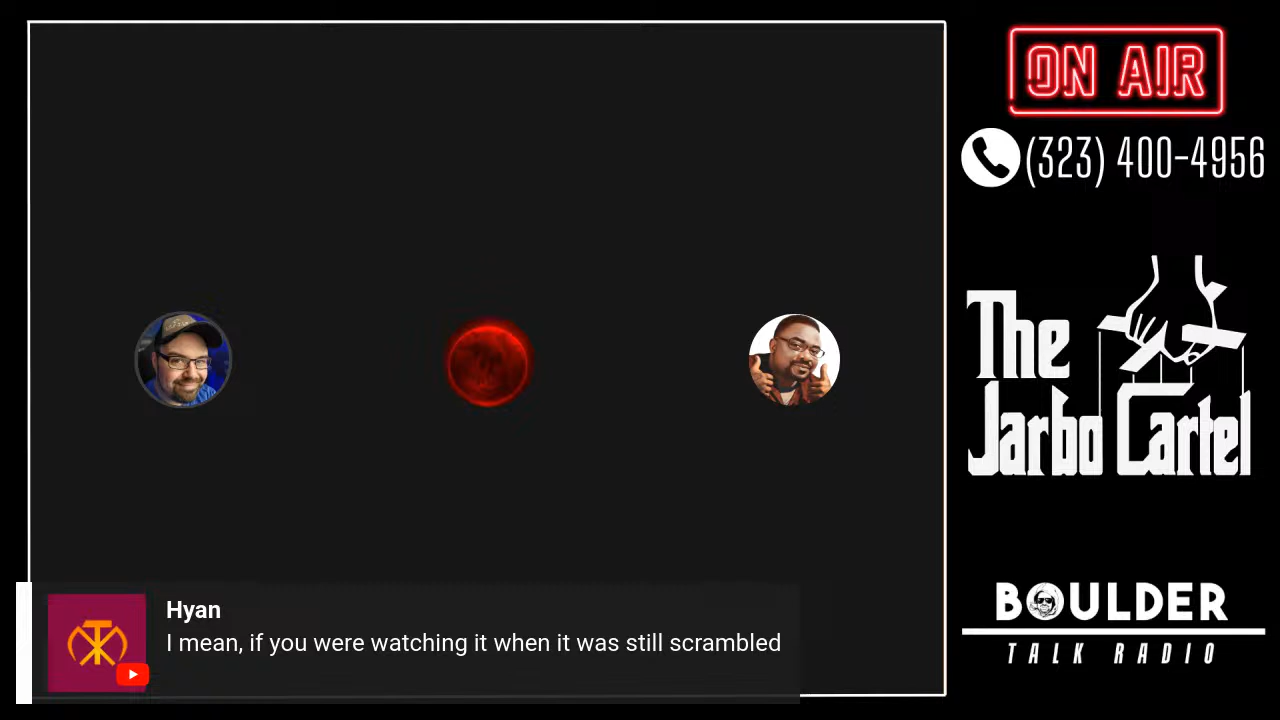 ON AIR
(323) 400-4956
The
Jarbo Cartel
BOULDER
TALK RADIO
Hyan
I mean, if you were watching it when it was still scrambled